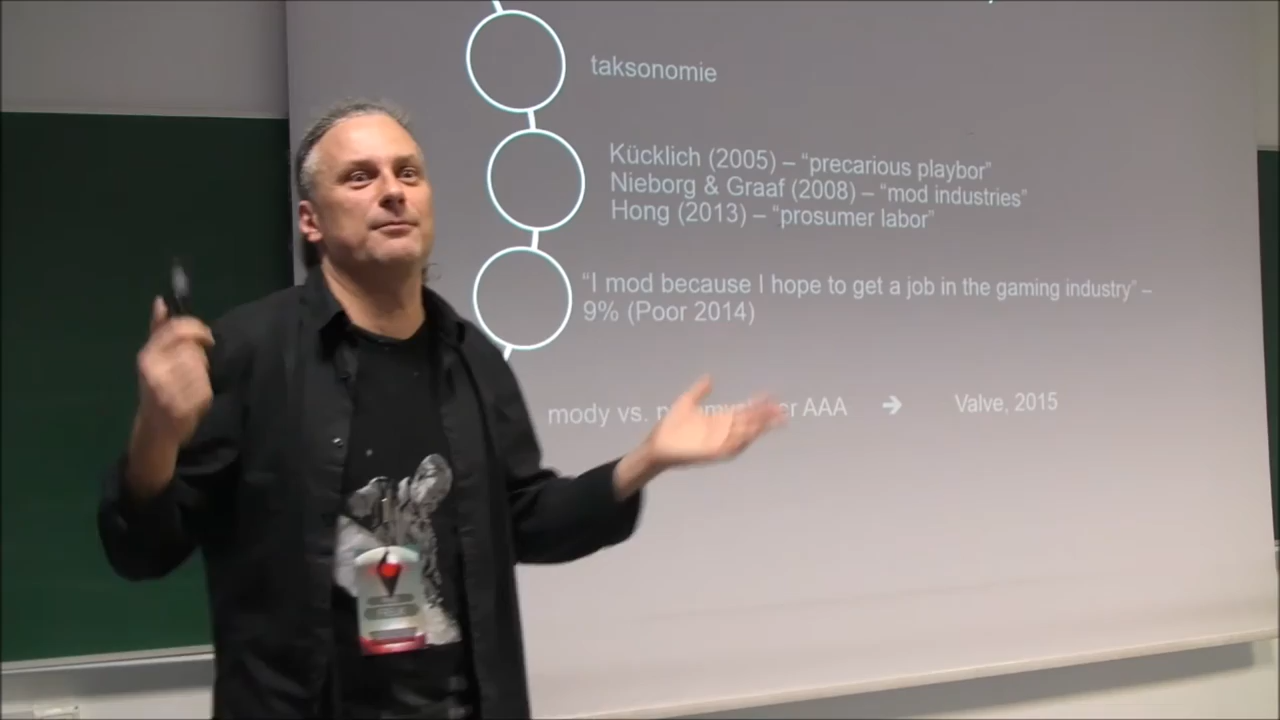 taksonomie
Kücklich (2005) – “precarious playbor”
Nieborg & Graaf (2008) – “mod industries”
Hong (2013) – “prosumer labor”
“I mod because I hope to get a job in the gaming industry” –
9% (Poor 2014)
mody vs. AAA → Valve, 2015